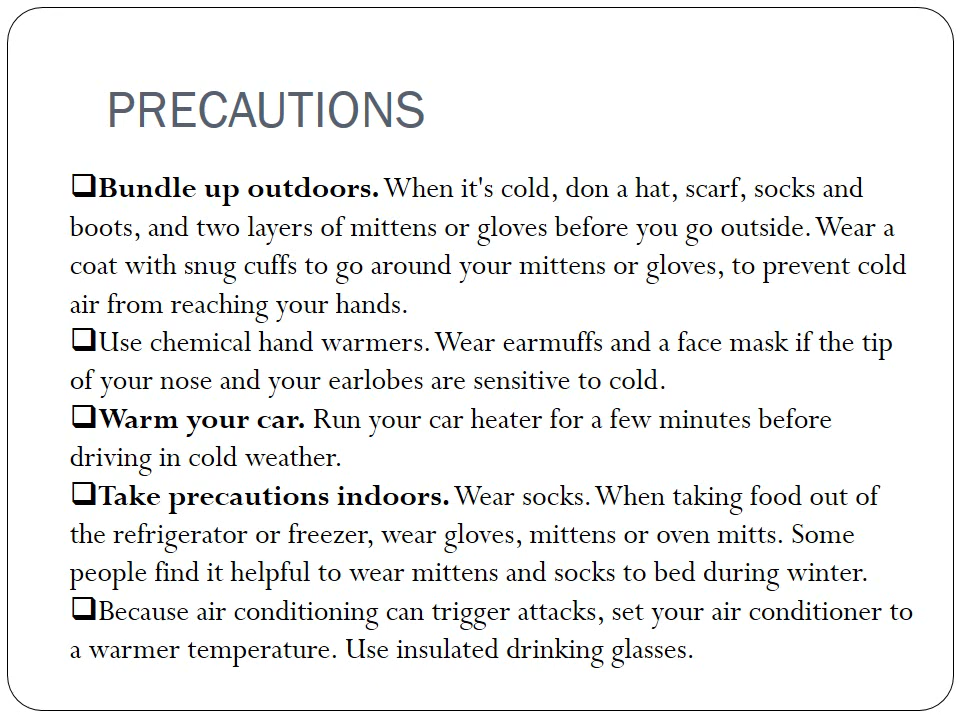 PRECAUTIONS
❑Bundle up outdoors. When it's cold, don a hat, scarf, socks and
boots, and two layers of mittens or gloves before you go outside. Wear a
coat with snug cuffs to go around your mittens or gloves, to prevent cold
air from reaching your hands.
❑Use chemical hand warmers. Wear earmuffs and a face mask if the tip
of your nose and your earlobes are sensitive to cold.
❑Warm your car. Run your car heater for a few minutes before
driving in cold weather.
❑Take precautions indoors. Wear socks. When taking food out of
the refrigerator or freezer, wear gloves, mittens or oven mitts. Some
people find it helpful to wear mittens and socks to bed during winter.
❑Because air conditioning can trigger attacks, set your air conditioner to
a warmer temperature. Use insulated drinking glasses.